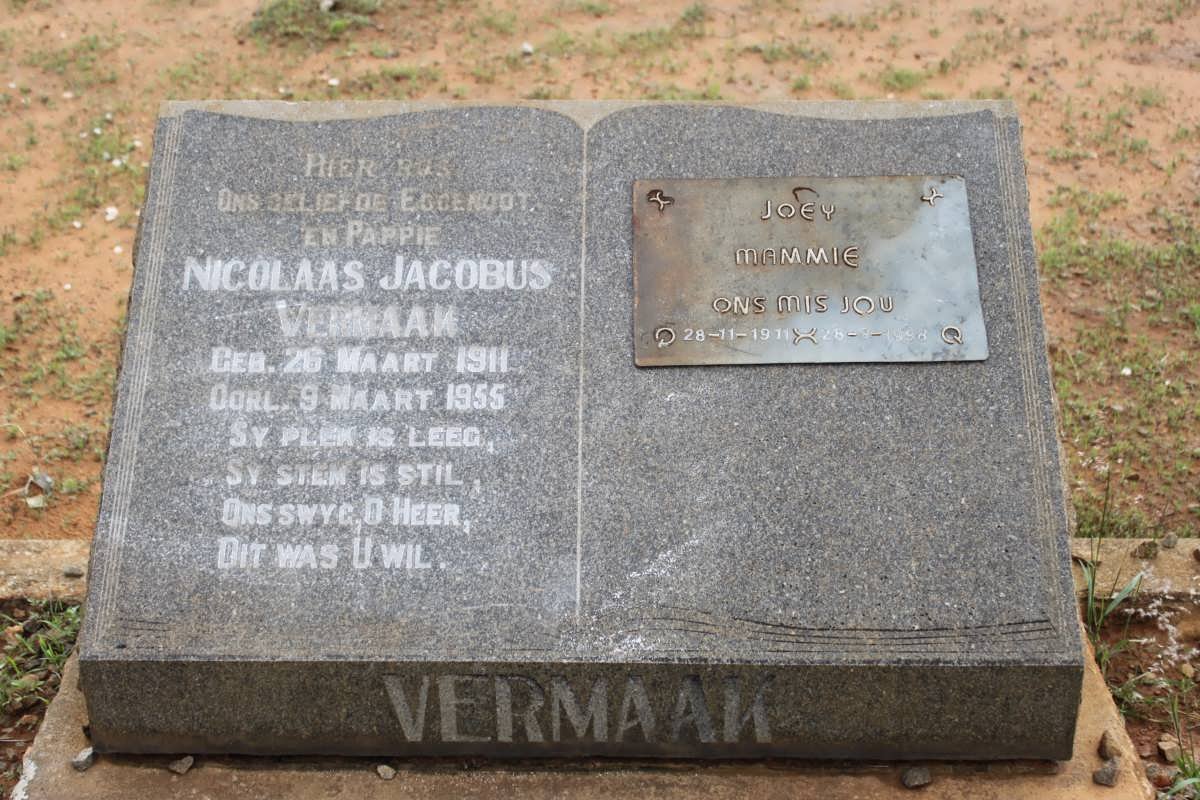 HIER RUS
ONS GELIEFDE EGGENOOT
EN PAPPIE
NICOLAAS JACOBUS
VERMAAK
GEB. 26 MAART 1911
OORL. 9 MAART 1955
SY PLEK IS LEEG,
SY STEM IS STIL,
ONS SWYG, O HEER,
DIT WAS U WIL.
JOEY
MAMMIE
ONS MIS JOU
28-11-1911
VERMAAK